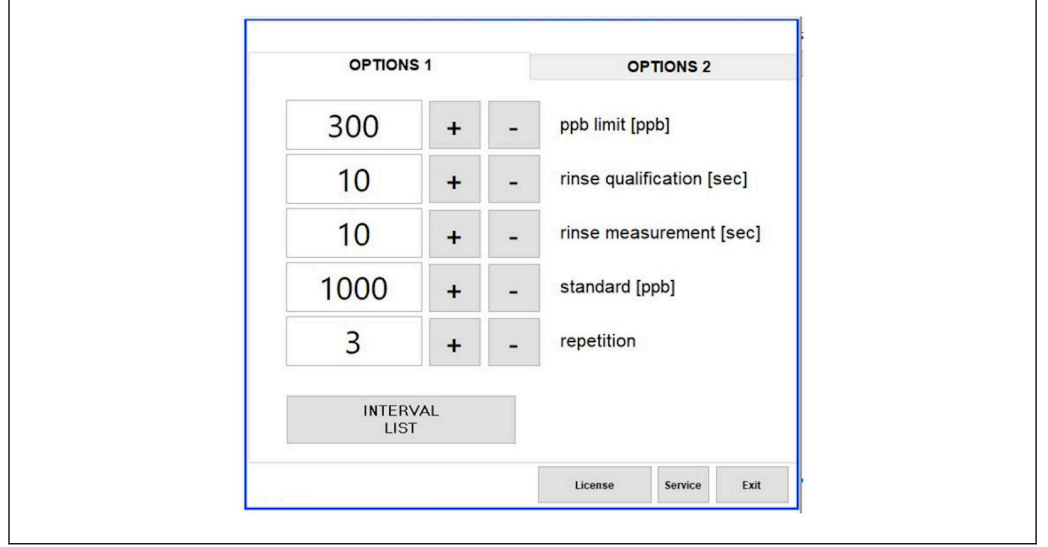 OPTIONS 1 OPTIONS 2
300 + - ppb limit [ppb]
10 + - rinse qualification [sec]
10 + - rinse measurement [sec]
1000 + - standard [ppb]
3 + - repetition
INTERVAL
LIST
License Service Exit